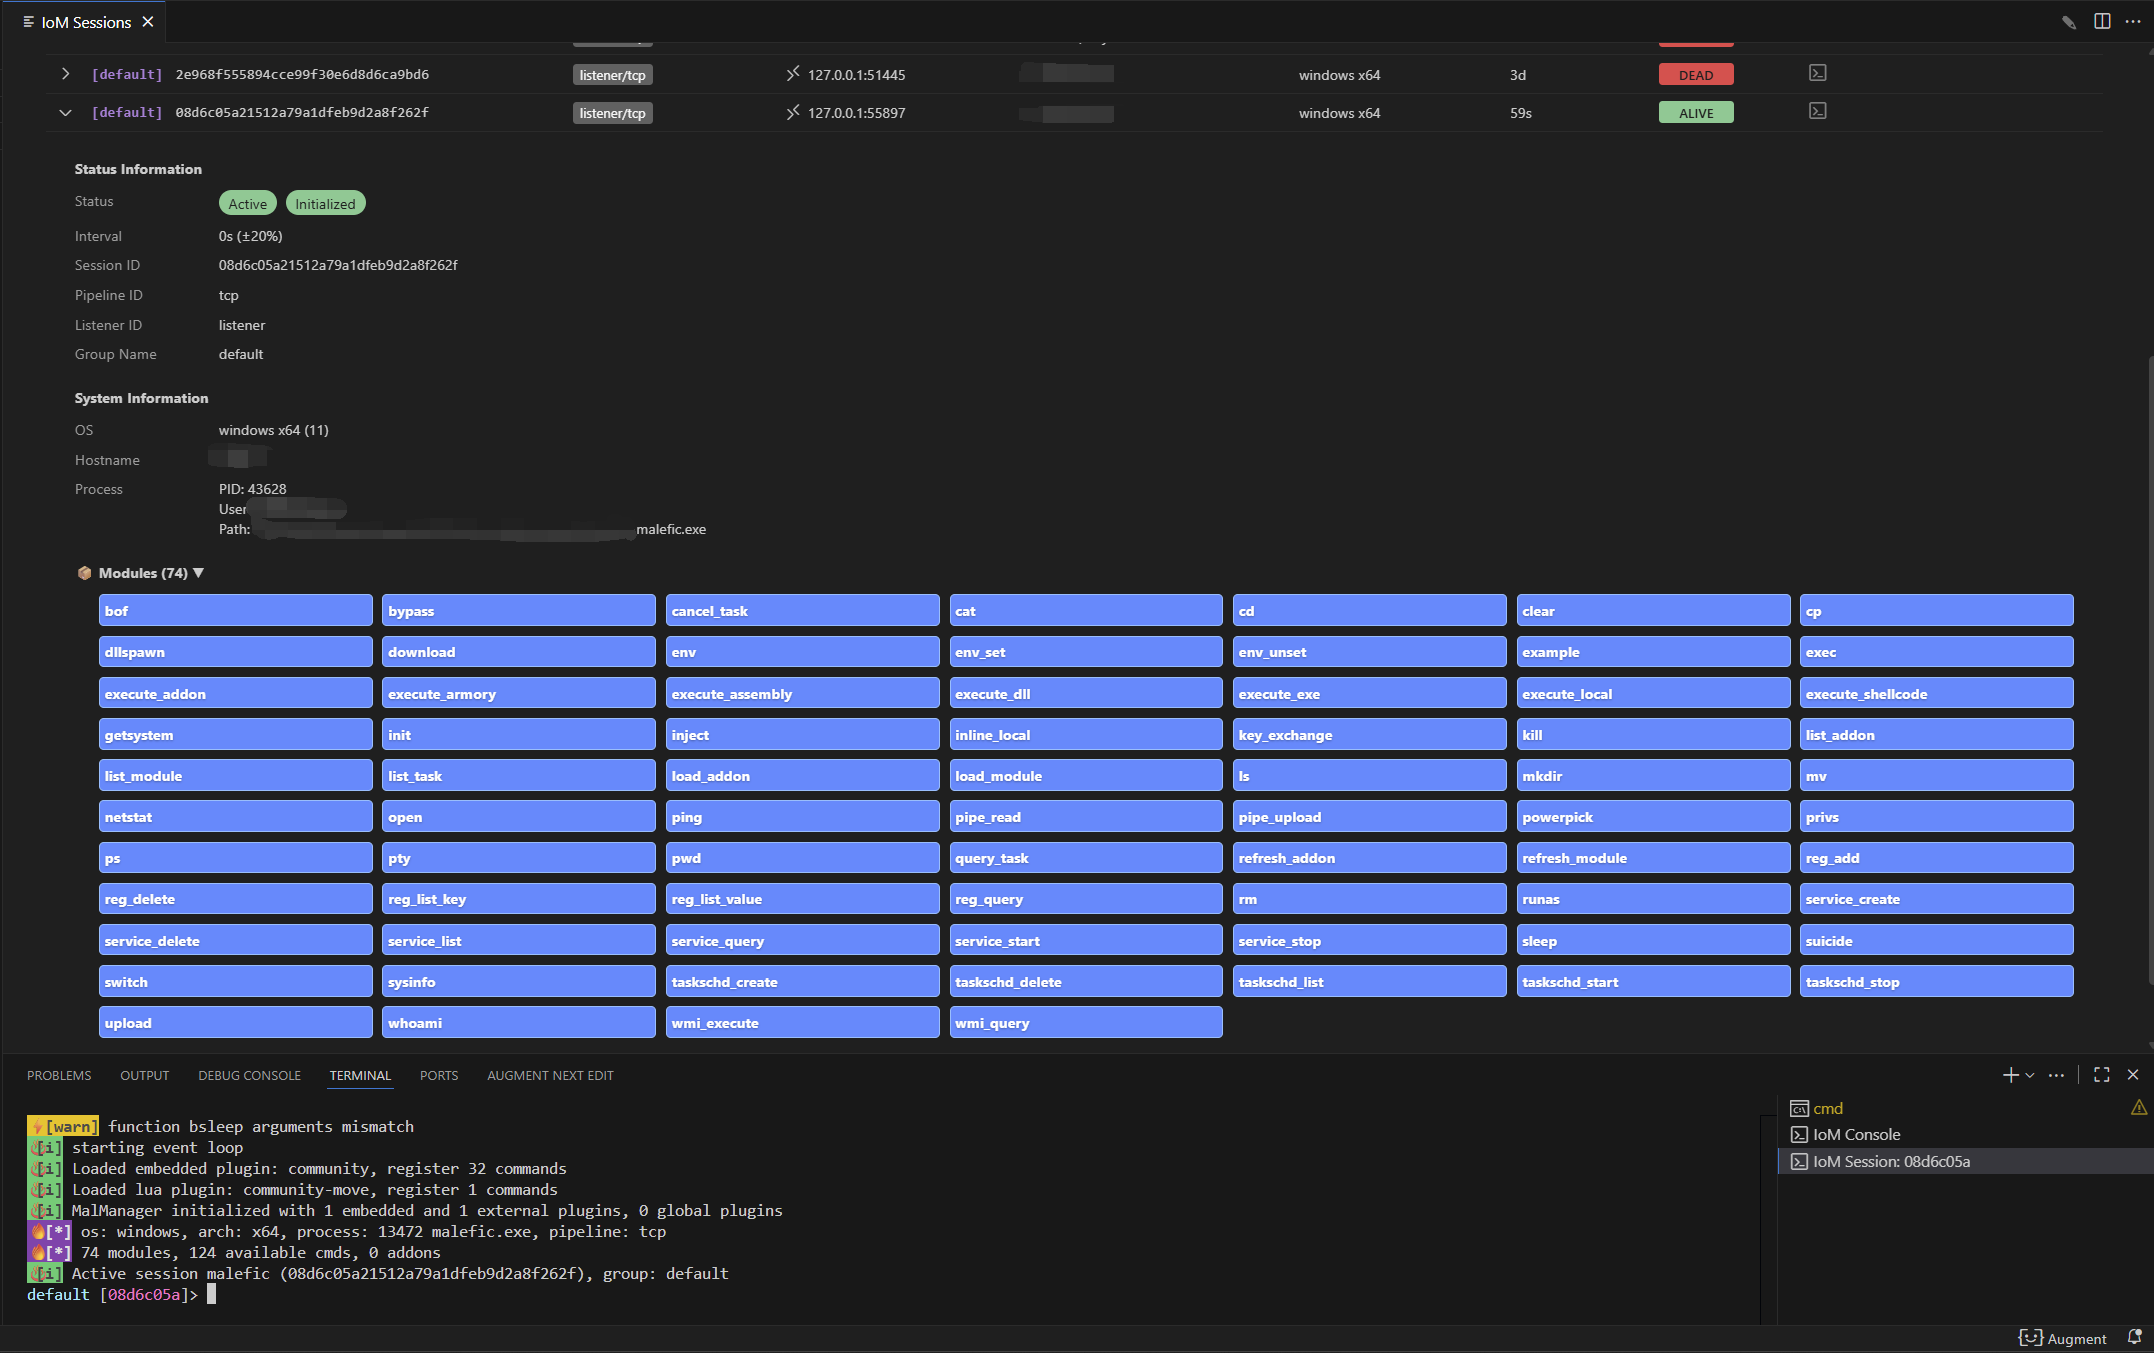 IoM Sessions
[default] 2e968f555894cce99f30e6d8d6ca9bd6 listener/tcp 127.0.0.1:51445 windows x64 3d DEAD
[default] 08d6c05a21512a79a1dfeb9d2a8f262f listener/tcp 127.0.0.1:55897 windows x64 59s ALIVE
Status Information
Status Active Initialized
Interval 0s (±20%)
Session ID 08d6c05a21512a79a1dfeb9d2a8f262f
Pipeline ID tcp
Listener ID listener
Group Name default
System Information
OS windows x64 (11)
Hostname
Process PID: 43628
User
Path: malefic.exe
Modules (74) ▼
bof bypass cancel_task cat cd clear cp
dllspawn download env env_set env_unset example exec
execute_addon execute_armory execute_assembly execute_dll execute_exe execute_local execute_shellcode
getsystem init inject inline_local key_exchange kill list_addon
list_module list_task load_addon load_module ls mkdir mv
netstat open ping pipe_read pipe_upload powerpick privs
ps pty pwd query_task refresh_addon refresh_module reg_add
reg_delete reg_list_key reg_list_value reg_query rm runas service_create
service_delete service_list service_query service_start service_stop sleep suicide
switch sysinfo taskschd_create taskschd_delete taskschd_list taskschd_start taskschd_stop
upload whoami wmi_execute wmi_query
PROBLEMS OUTPUT DEBUG CONSOLE TERMINAL PORTS AUGMENT NEXT EDIT
[warn] function bsleep arguments mismatch
[i] starting event loop
[i] Loaded embedded plugin: community, register 32 commands
[i] Loaded lua plugin: community-move, register 1 commands
[i] MalManager initialized with 1 embedded and 1 external plugins, 0 global plugins
[*] os: windows, arch: x64, process: 13472 malefic.exe, pipeline: tcp
[*] 74 modules, 124 available cmds, 0 addons
[i] Active session malefic (08d6c05a21512a79a1dfeb9d2a8f262f), group: default
default [08d6c05a]>
cmd
IoM Console
IoM Session: 08d6c05a
Augment